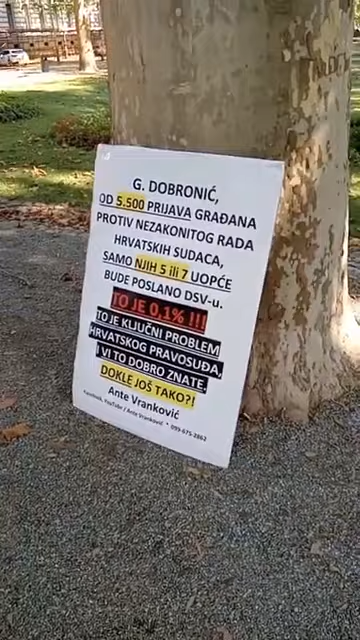 G. DOBRONIĆ,
OD 5.500 PRIJAVA GRAĐANA
PROTIV NEZAKONITOG RADA
HRVATSKIH SUDACA,
SAMO NJIH 5 ili 7 UOPĆE
BUDE POSLANO DSV-u.
TO JE 0,1% !!!
TO JE KLJUČNI PROBLEM
HRVATSKOG PRAVOSUĐA,
I VI TO DOBRO ZNATE.
DOKLE JOŠ TAKO?!
Ante Vranković
Facebook, YouTube / Ante Vranković * 099-675-2862